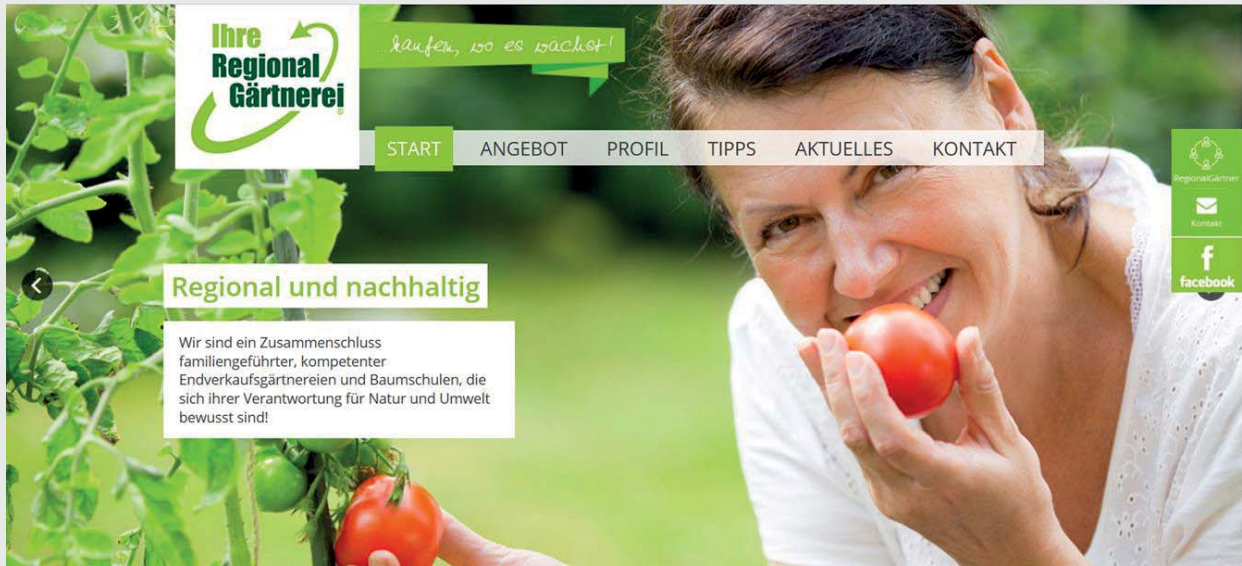 Ihre
Regional
Gärtnerei
...kaufen, wo es wächst!
START ANGEBOT PROFIL TIPPS AKTUELLES KONTAKT
RegionalGärtner
Kontakt
f
facebook
Regional und nachhaltig
Wir sind ein Zusammenschluss
familiengeführter, kompetenter
Endverkaufsgärtnereien und Baumschulen, die
sich ihrer Verantwortung für Natur und Umwelt
bewusst sind!